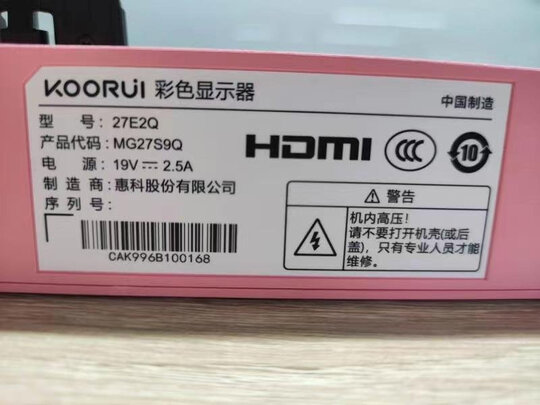 KOORUI 彩色显示器
中国制造
型 号：27E2Q
产品代码：MG27S9Q
电 源：19V⎓2.5A
制 造 商：惠科股份有限公司
序 列 号：
CAK996B100168
HDMI
CCC
10
⚠ 警告
机内高压！
请不要打开机壳(或后
盖)，只有专业人员才能
维修。